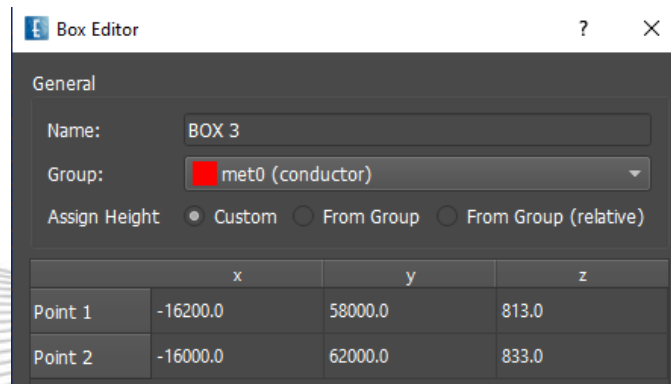 Box Editor ? ×
General
Name: BOX 3
Group: met0 (conductor)
Assign Height Custom From Group From Group (relative)
x y z
Point 1 -16200.0 58000.0 813.0
Point 2 -16000.0 62000.0 833.0